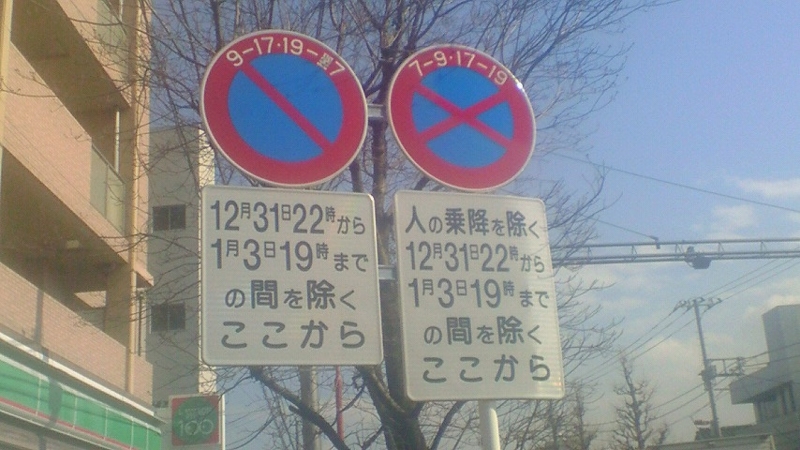 9-17・19-翌7
12月31日22時から
1月3日19時まで
の間を除く
ここから
7-9・17-19
人の乗降を除く
12月31日22時から
1月3日19時まで
の間を除く
ここから
100